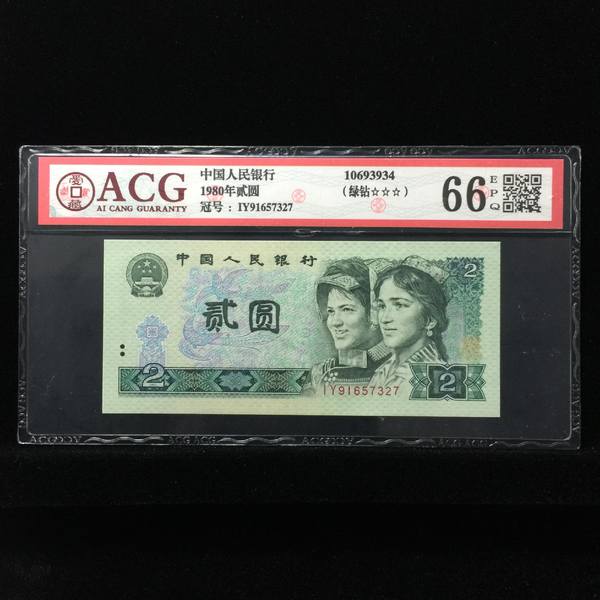 ACG
AI CANG GUARANTY
中国人民银行
1980年贰圆
冠号：IY91657327
10693934
（绿钻☆☆☆）
66
EPQ
中国人民银行
贰圆
2
2
2
IY91657327